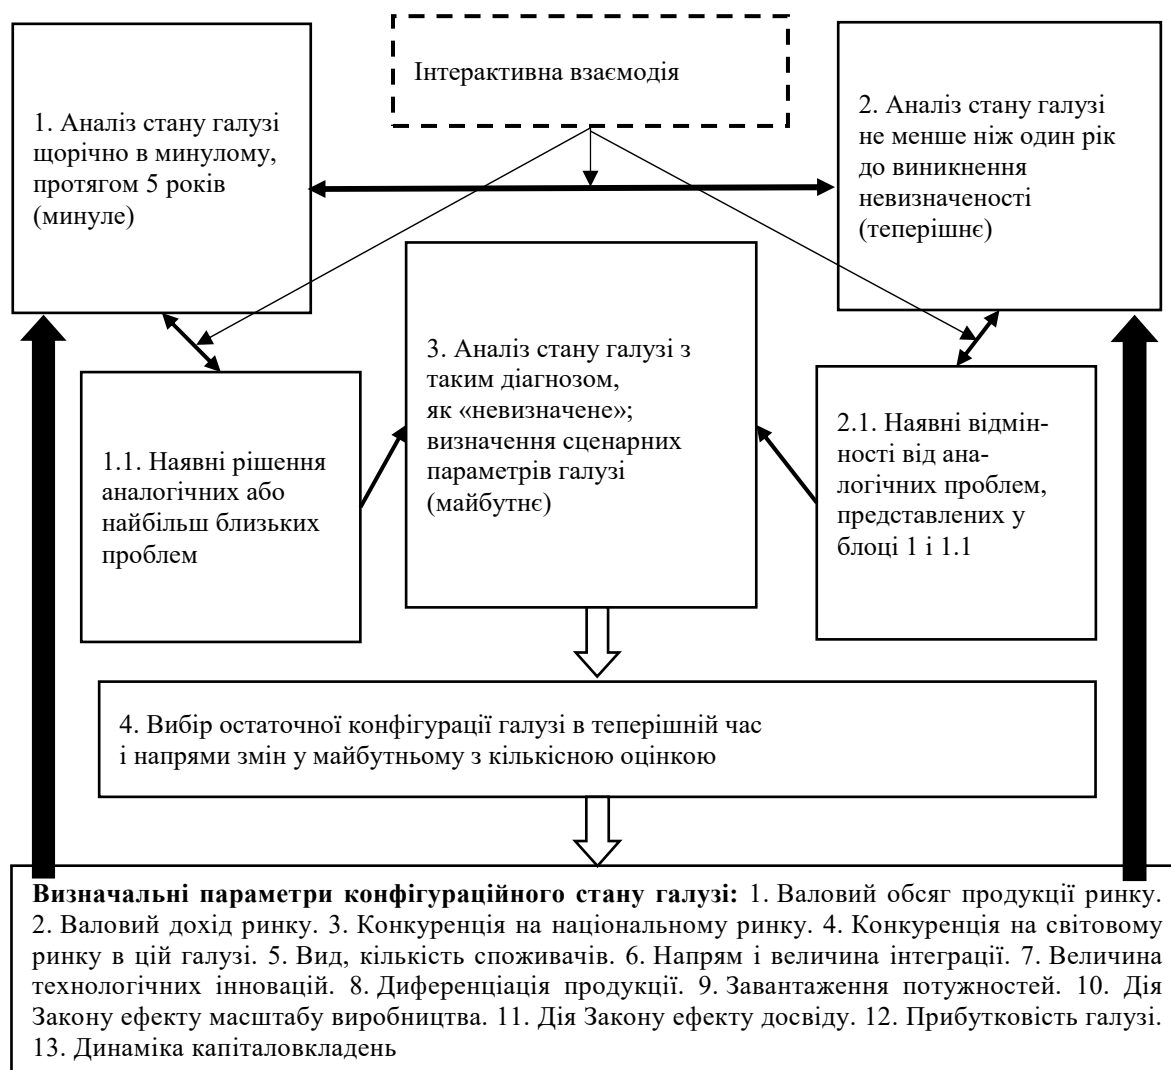 Інтерактивна взаємодія
1. Аналіз стану галузі
щорічно в минулому,
протягом 5 років
(минуле)
2. Аналіз стану галузі
не менше ніж один рік
до виникнення
невизначеності
(теперішнє)
3. Аналіз стану галузі з
таким діагнозом,
як «невизначене»;
визначення сценарних
параметрів галузі
(майбутнє)
1.1. Наявні рішення
аналогічних або
найбільш близьких
проблем
2.1. Наявні відмін-
ності від ана-
логічних проблем,
представлених у
блоці 1 і 1.1
4. Вибір остаточної конфігурації галузі в теперішній час
і напрями змін у майбутньому з кількісною оцінкою
Визначальні параметри конфігураційного стану галузі: 1. Валовий обсяг продукції ринку.
2. Валовий дохід ринку. 3. Конкуренція на національному ринку. 4. Конкуренція на світовому
ринку в цій галузі. 5. Вид, кількість споживачів. 6. Напрям і величина інтеграції. 7. Величина
технологічних інновацій. 8. Диференціація продукції. 9. Завантаження потужностей. 10. Дія
Закону ефекту масштабу виробництва. 11. Дія Закону ефекту досвіду. 12. Прибутковість галузі.
13. Динаміка капіталовкладень